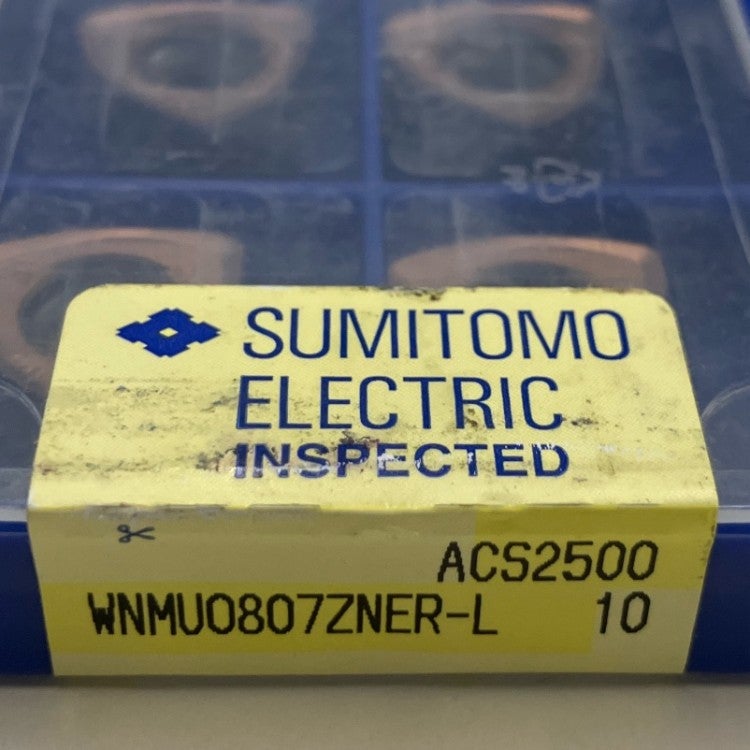 SUMITOMO
ELECTRIC
INSPECTED
ACS2500
WNMU0807ZNER-L 10